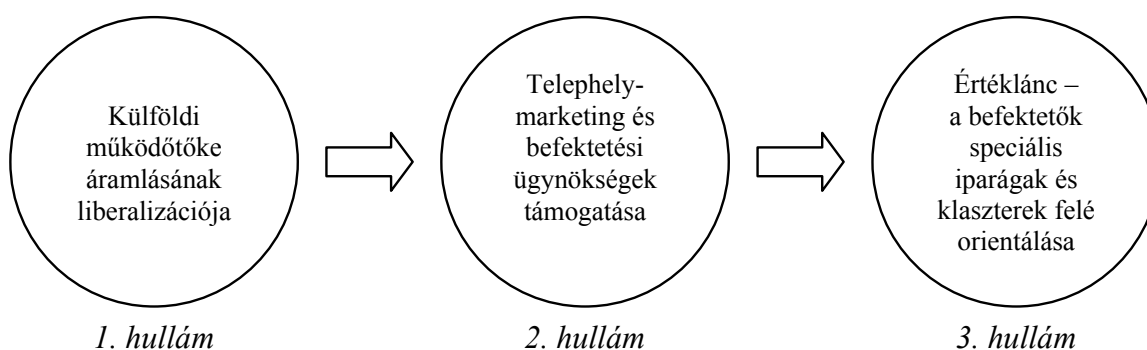 Külföldi
működőtőke
áramlásának
liberalizációja
Telephely-
marketing és
befektetési
ügynökségek
támogatása
Értéklánc –
a befektetők
speciális
iparágak és
klaszterek felé
orientálása
1. hullám
2. hullám
3. hullám